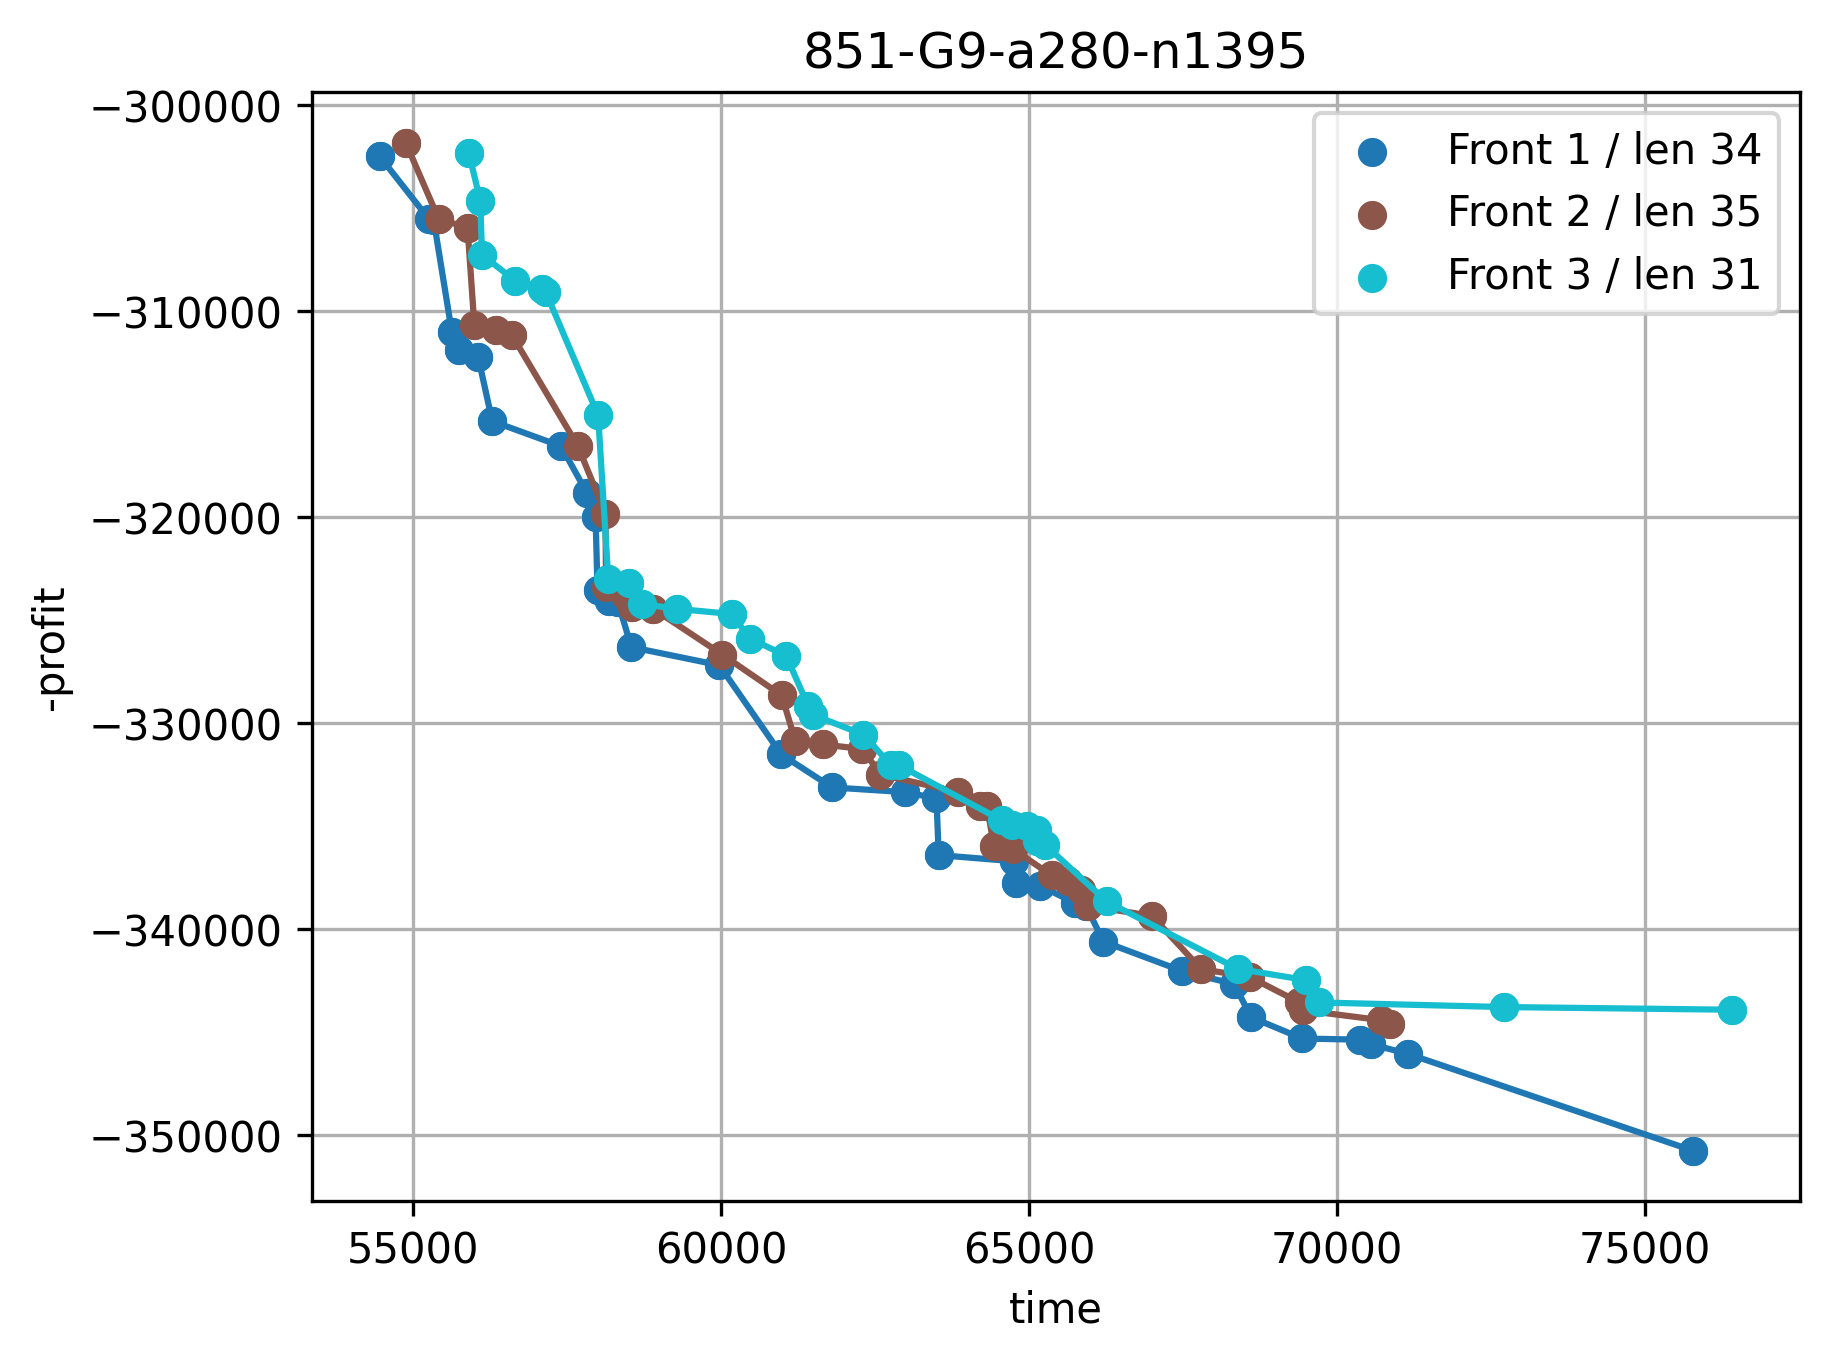 851-G9-a280-n1395
−300000
−310000
−320000
−330000
−340000
−350000
-profit
Front 1 / len 34
Front 2 / len 35
Front 3 / len 31
55000 60000 65000 70000 75000
time